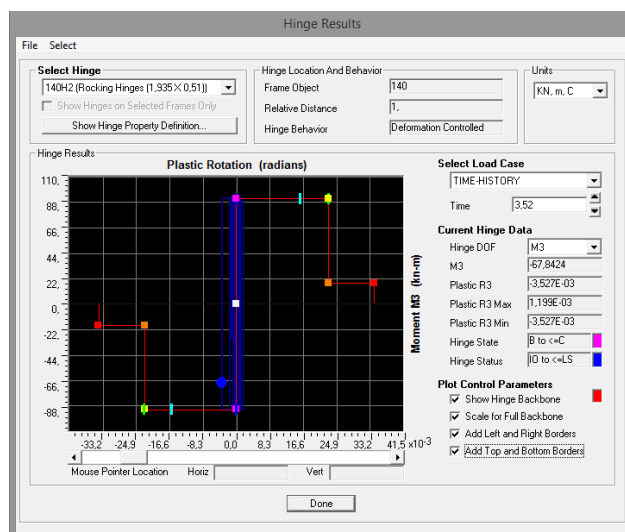 Hinge Results
File Select
Select Hinge
140H2 (Rocking Hinges (1,935 X 0,51))
Show Hinges on Selected Frames Only
Show Hinge Property Definition...
Hinge Location And Behavior
Frame Object 140
Relative Distance 1,
Hinge Behavior Deformation Controlled
Units
KN, m, C
Hinge Results
Plastic Rotation (radians)
110,
88,
66,
44,
22,
0,
-22,
-44,
-66,
-88,
-33,2 -24,9 -16,6 -8,3 0,0 8,3 16,6 24,9 33,2 41,5 x10 -3
Moment M3 (kn-m)
Mouse Pointer Location Horiz Vert
Select Load Case
TIME-HISTORY
Time 3,52
Current Hinge Data
Hinge DOF M3
M3 -67,8424
Plastic R3 -3,527E-03
Plastic R3 Max 1,199E-03
Plastic R3 Min -3,527E-03
Hinge State B to <=C
Hinge Status IO to <=LS
Plot Control Parameters
Show Hinge Backbone
Scale for Full Backbone
Add Left and Right Borders
Add Top and Bottom Borders
Done